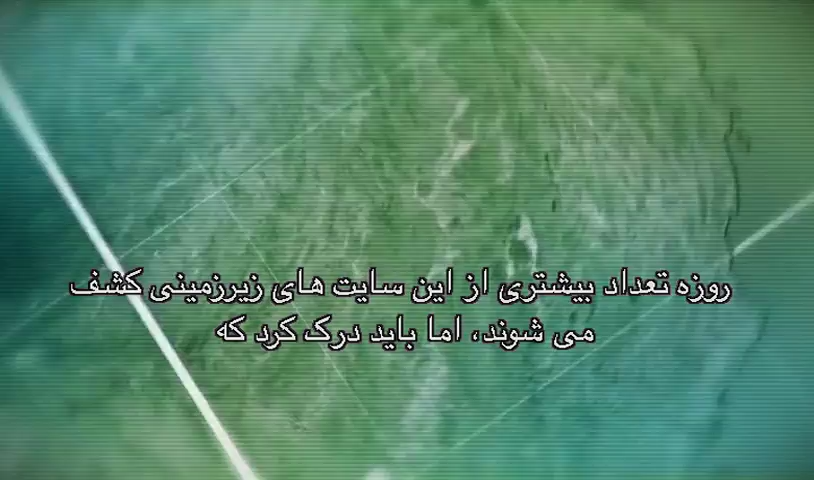 روزه تعداد بیشتری از این سایت های زیرزمینی کشف
می شوند، اما باید درک کرد که